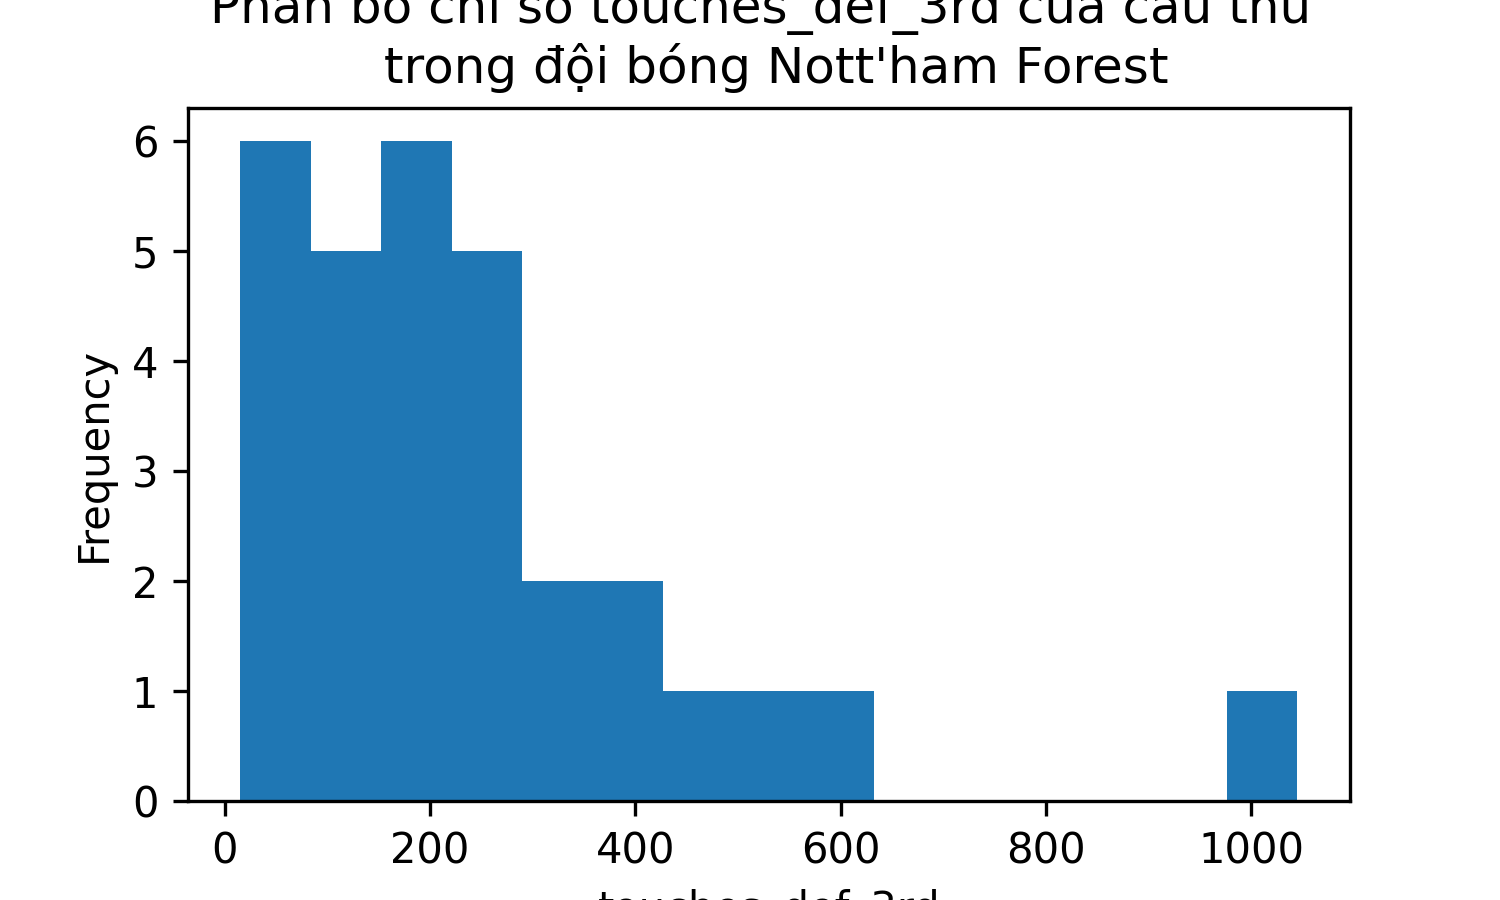 Phân bố chỉ số touches_def_3rd của cầu thủ
trong đội bóng Nott'ham Forest
6
5
4
3
2
1
0
Frequency
0 200 400 600 800 1000
touches_def_3rd